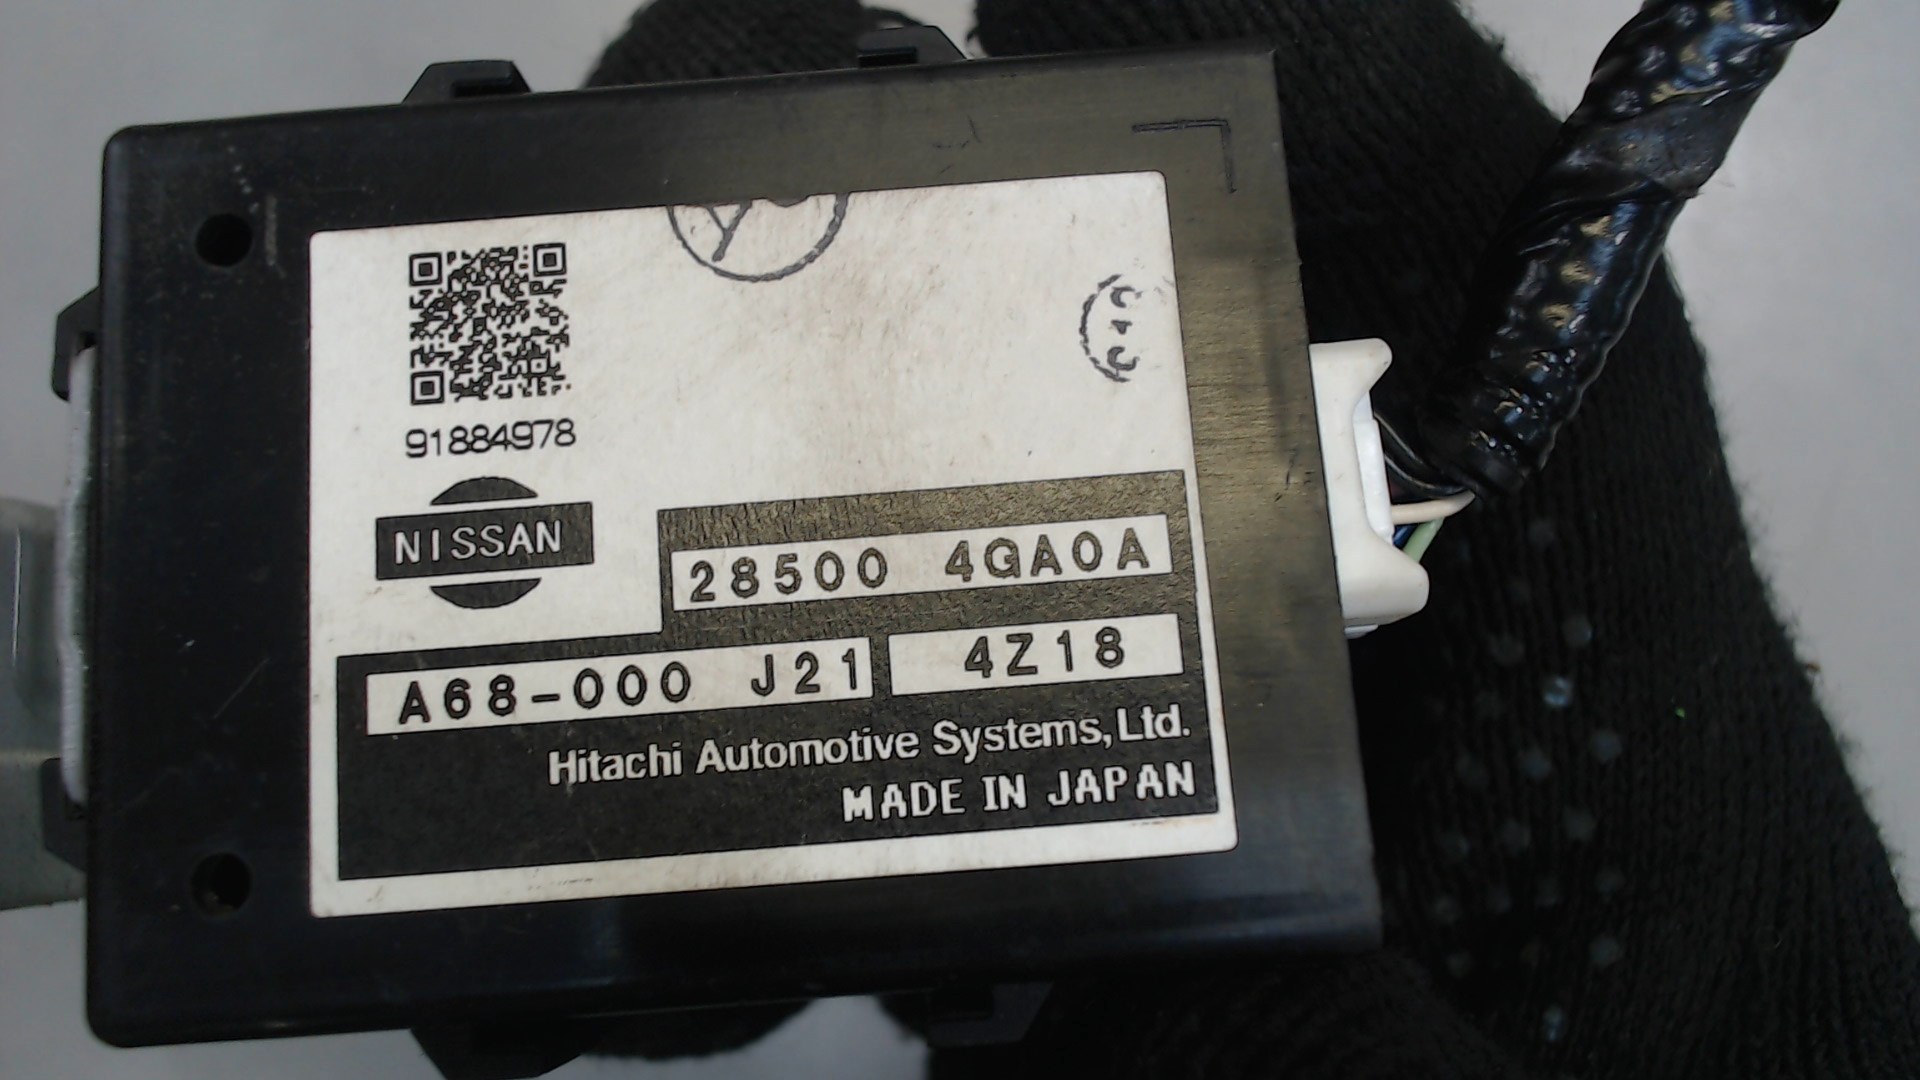 91884978
NISSAN
28500 4GA0A
A68-000 J21
4Z18
Hitachi Automotive Systems, Ltd.
MADE IN JAPAN